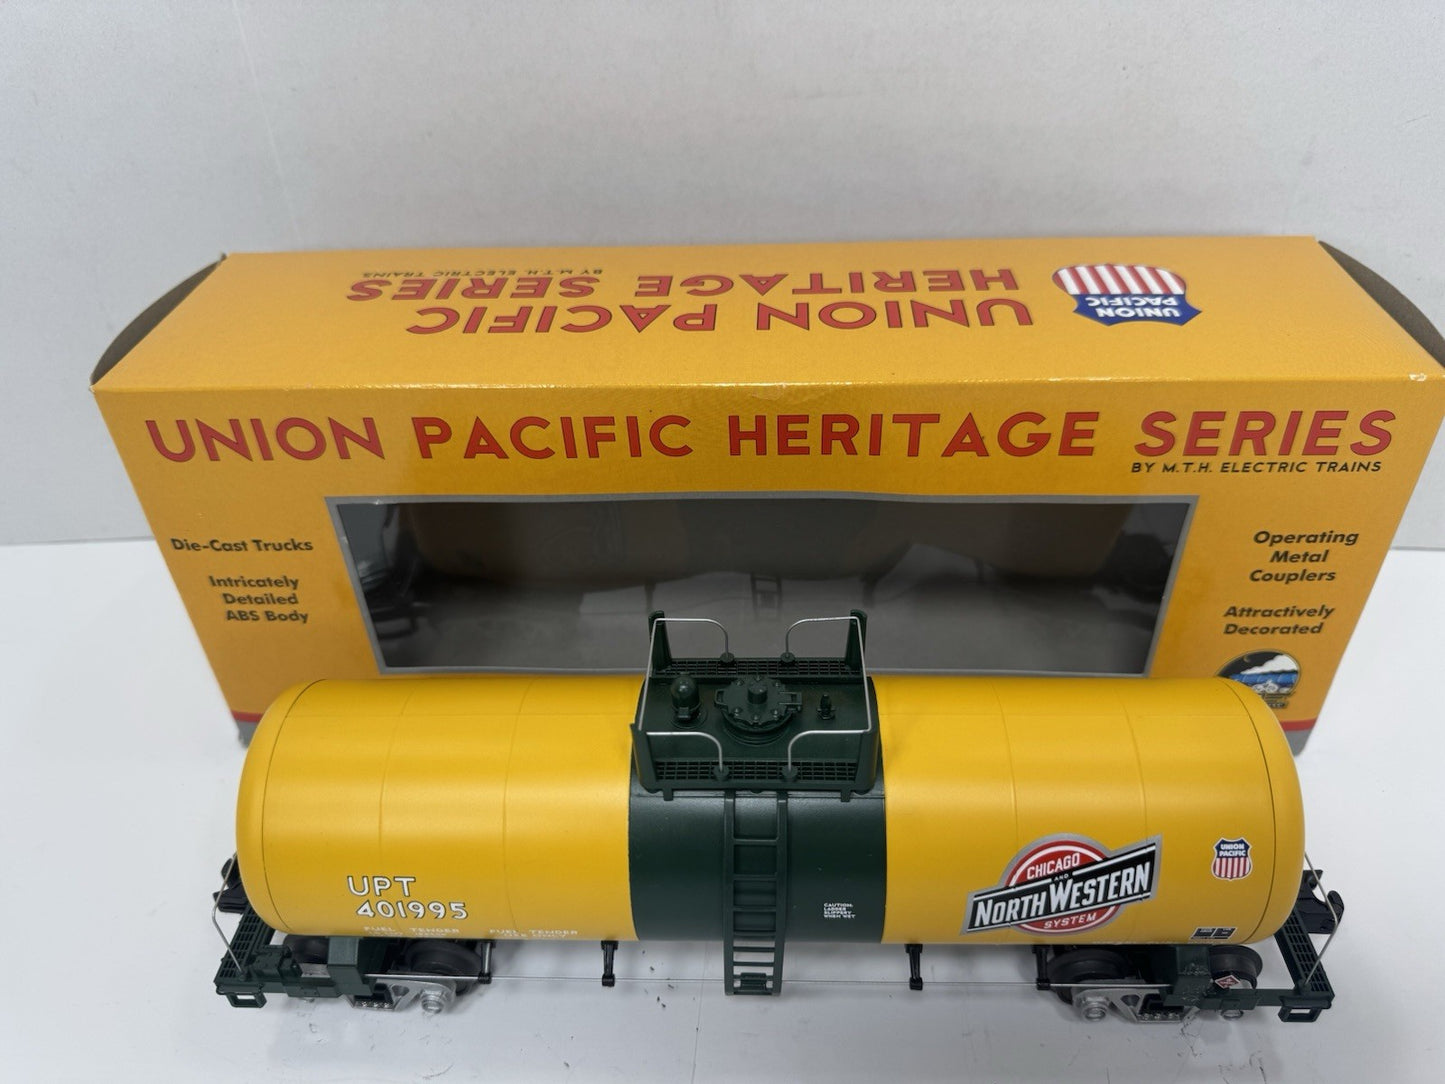 UNION PACIFIC
HERITAGE SERIES
BY M.T.H. ELECTRIC TRAINS
UNION
PACIFIC
UNION PACIFIC HERITAGE SERIES
BY M.T.H. ELECTRIC TRAINS
Die-Cast Trucks
Intricately
Detailed
ABS Body
Operating
Metal
Couplers
Attractively
Decorated
UPT
401995
FUEL TENDER
FUEL TENDER
CAUTION:
LADDER
SLIPPERY
WHEN WET
CHICAGO
AND
NORTH WESTERN
SYSTEM
UNION
PACIFIC